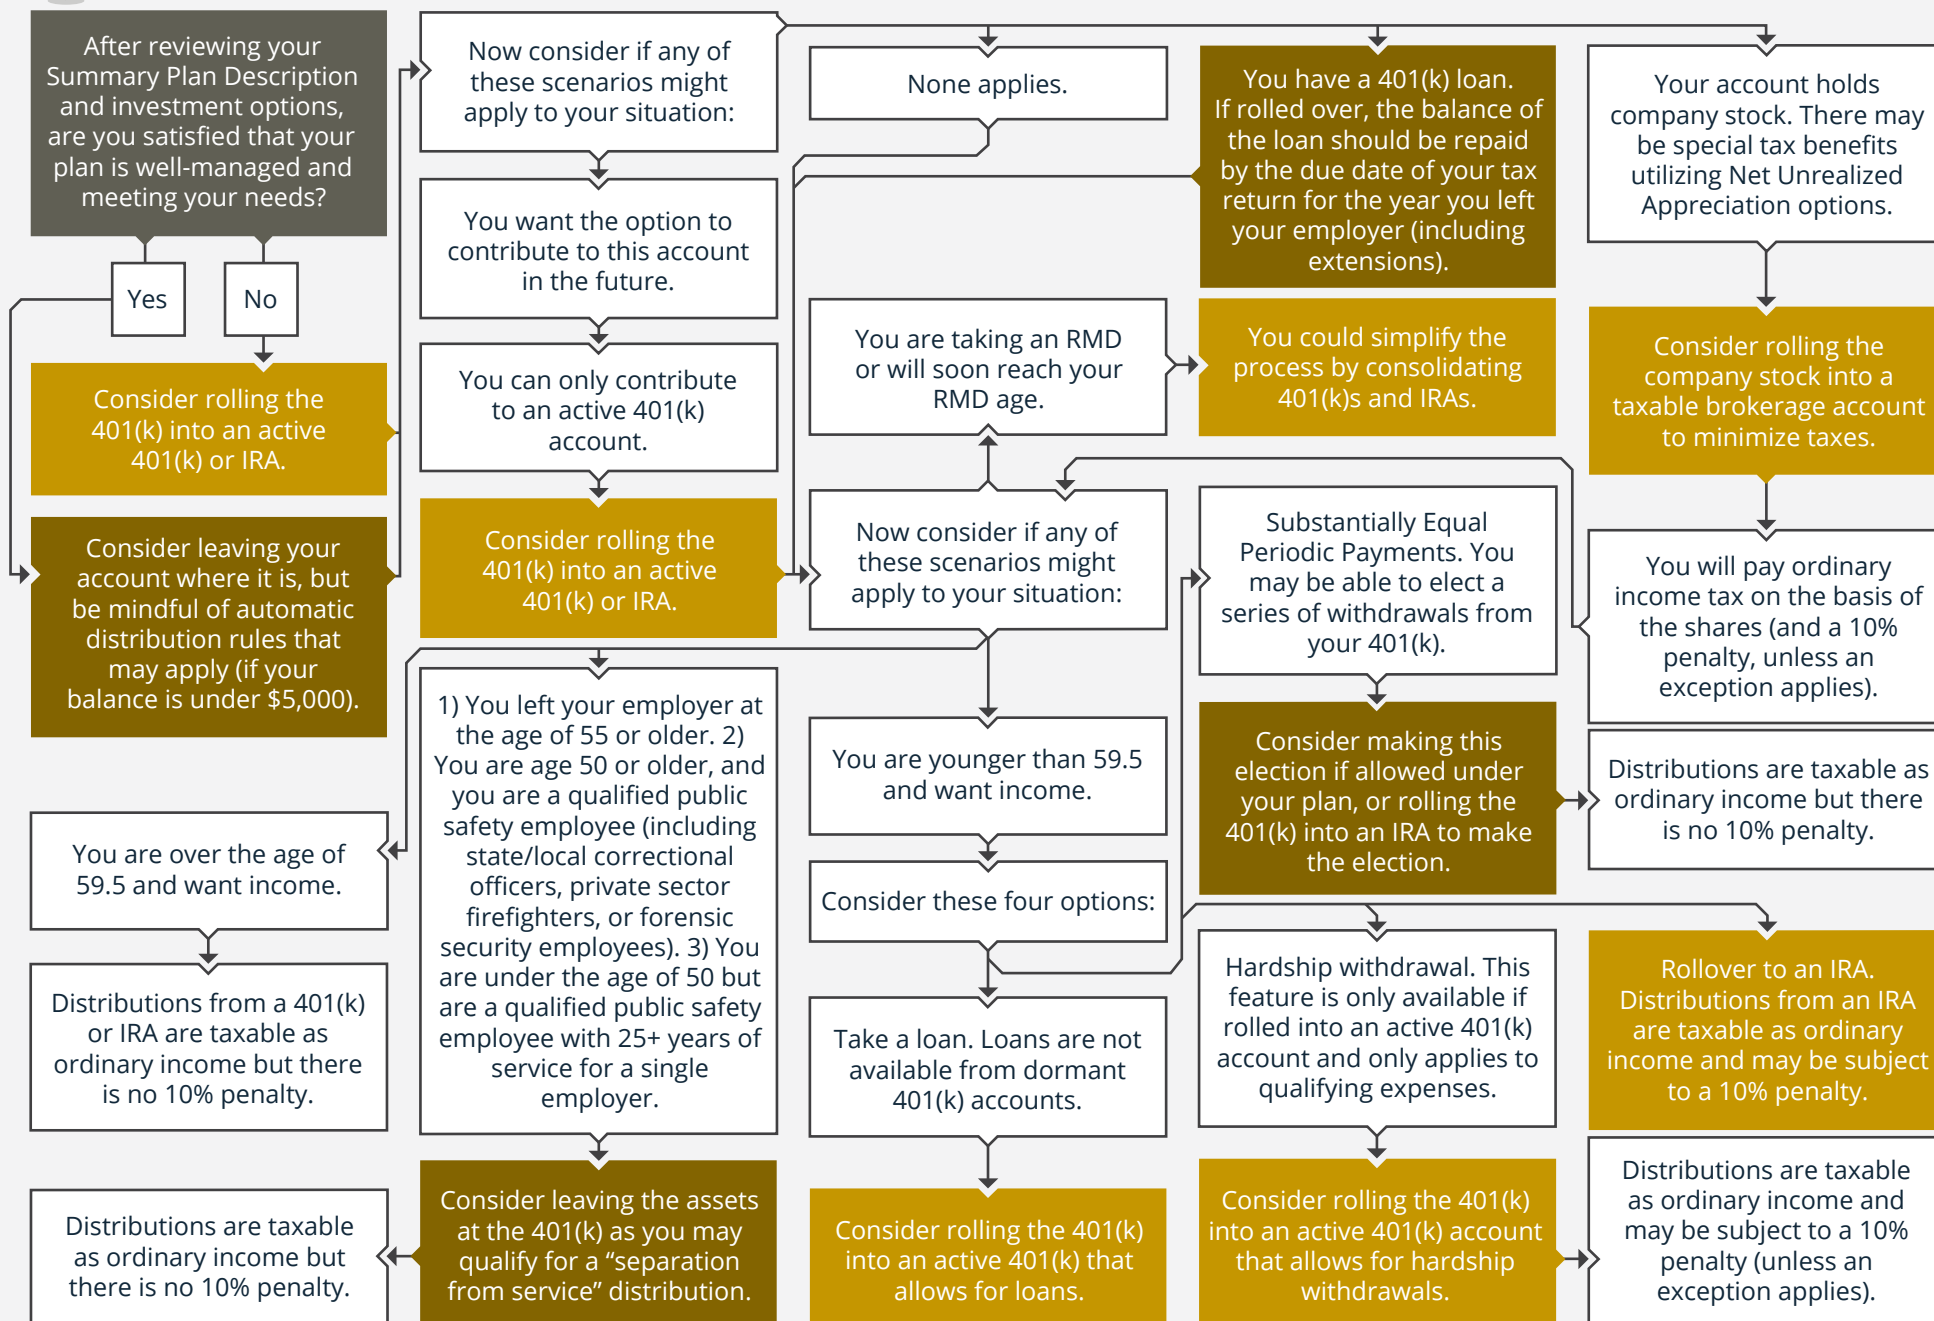 After reviewing your
Summary Plan Description
and investment options,
are you satisfied that your
plan is well-managed and
meeting your needs?
Yes
No
Consider rolling the
401(k) into an active
401(k) or IRA.
Consider leaving your
account where it is, but
be mindful of automatic
distribution rules that
may apply (if your
balance is under $5,000).
Now consider if any of
these scenarios might
apply to your situation:
You want the option to
contribute to this account
in the future.
You can only contribute
to an active 401(k)
account.
Consider rolling the
401(k) into an active
401(k) or IRA.
None applies.
You have a 401(k) loan.
If rolled over, the balance of
the loan should be repaid
by the due date of your tax
return for the year you left
your employer (including
extensions).
Your account holds
company stock. There may
be special tax benefits
utilizing Net Unrealized
Appreciation options.
Consider rolling the
company stock into a
taxable brokerage account
to minimize taxes.
You will pay ordinary
income tax on the basis of
the shares (and a 10%
penalty, unless an
exception applies).
Now consider if any of
these scenarios might
apply to your situation:
You are taking an RMD
or will soon reach your
RMD age.
You could simplify the
process by consolidating
401(k)s and IRAs.
You are over the age of
59.5 and want income.
Distributions from a 401(k)
or IRA are taxable as
ordinary income but there
is no 10% penalty.
1) You left your employer at
the age of 55 or older. 2)
You are age 50 or older, and
you are a qualified public
safety employee (including
state/local correctional
officers, private sector
firefighters, or forensic
security employees). 3) You
are under the age of 50 but
are a qualified public safety
employee with 25+ years of
service for a single
employer.
Consider leaving the assets
at the 401(k) as you may
qualify for a “separation
from service” distribution.
Distributions are taxable
as ordinary income but
there is no 10% penalty.
You are younger than 59.5
and want income.
Consider these four options:
Take a loan. Loans are not
available from dormant
401(k) accounts.
Consider rolling the 401(k)
into an active 401(k) that
allows for loans.
Substantially Equal
Periodic Payments. You
may be able to elect a
series of withdrawals from
your 401(k).
Consider making this
election if allowed under
your plan, or rolling the
401(k) into an IRA to make
the election.
Distributions are taxable as
ordinary income but there
is no 10% penalty.
Hardship withdrawal. This
feature is only available if
rolled into an active 401(k)
account and only applies to
qualifying expenses.
Consider rolling the 401(k)
into an active 401(k) account
that allows for hardship
withdrawals.
Distributions are taxable
as ordinary income and
may be subject to a 10%
penalty (unless an
exception applies).
Rollover to an IRA.
Distributions from an IRA
are taxable as ordinary
income and may be subject
to a 10% penalty.